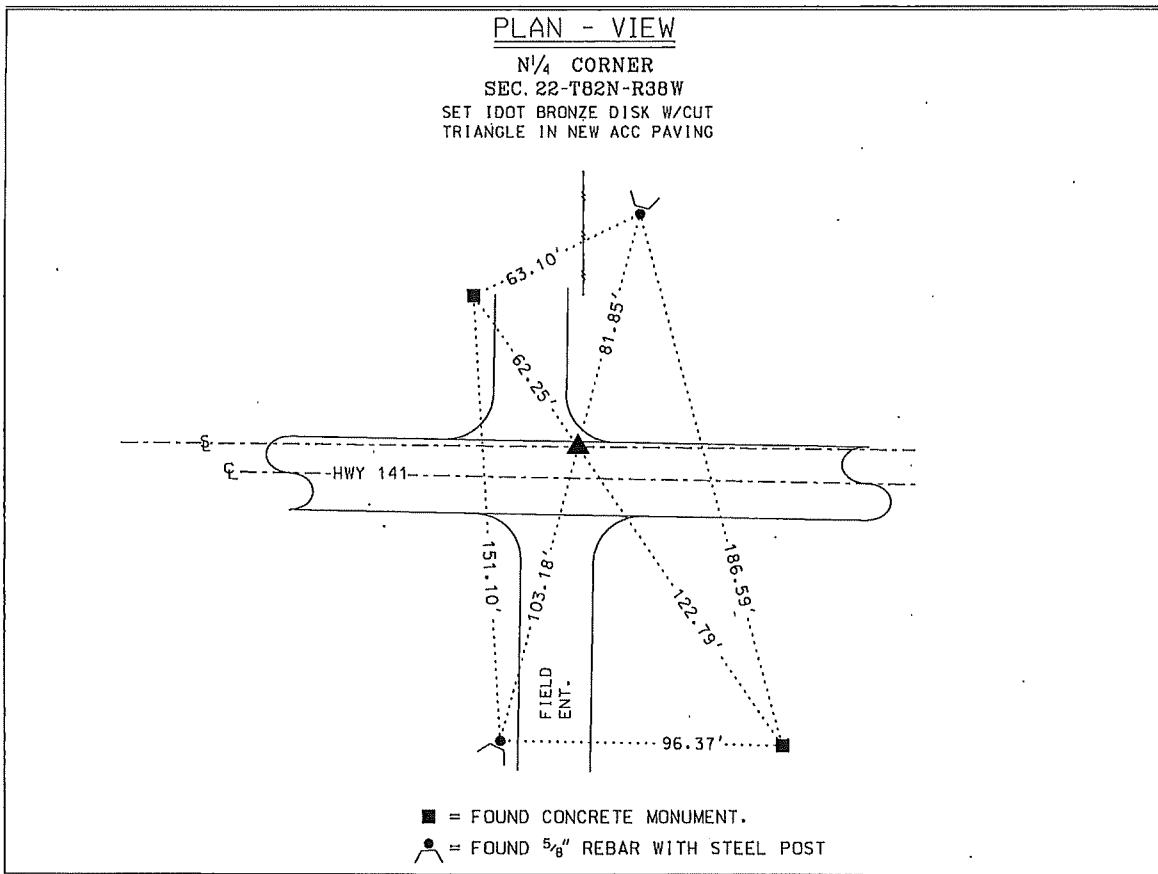 PLAN - VIEW
N1/4 CORNER
SEC. 22-T82N-R38W
SET IDOT BRONZE DISK W/CUT
TRIANGLE IN NEW ACC PAVING
63.10'
81.85'
62.25'
HWY 141
151.10'
103.18'
186.59'
122.79'
FIELD
ENT.
96.37'
■ = FOUND CONCRETE MONUMENT.
= FOUND 5/8" REBAR WITH STEEL POST